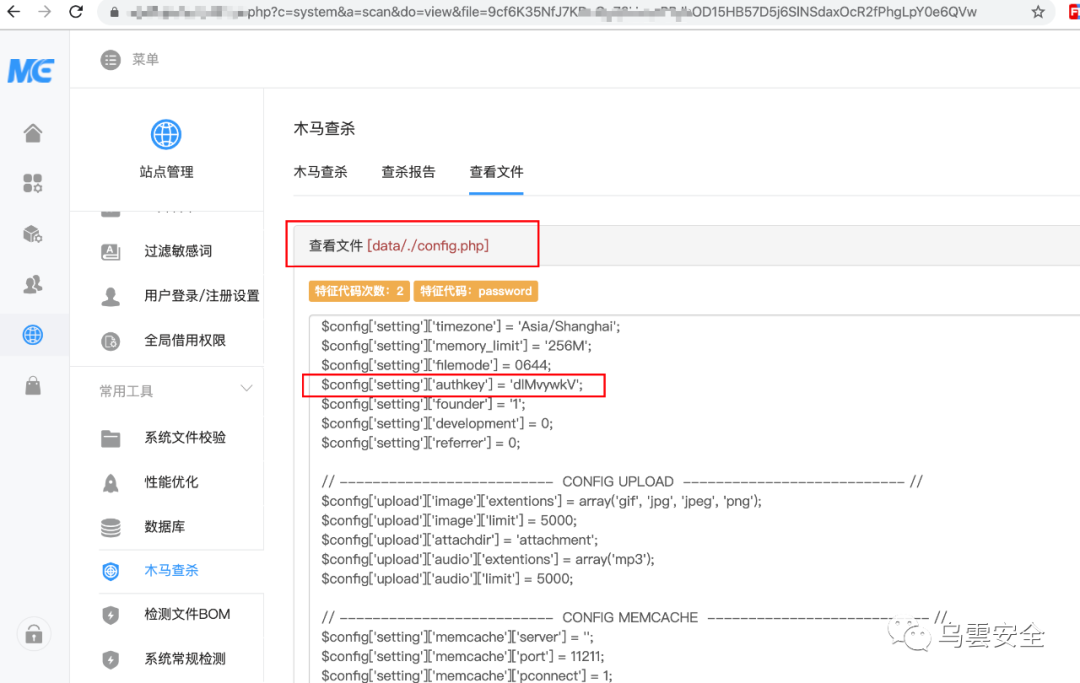 php?c=system&a=scan&do=view&file=9cf6K35NfJ7K
OD15HB57D5j6SlNSdaxOcR2fPhgLpY0e6QVw
菜单
站点管理
过滤敏感词
用户登录/注册设置
全局借用权限
常用工具
系统文件校验
性能优化
数据库
木马查杀
检测文件BOM
系统常规检测
木马查杀
木马查杀 查杀报告 查看文件
查看文件 [data/./config.php]
特征代码次数：2 特征代码：password
$config['setting']['timezone'] = 'Asia/Shanghai';
$config['setting']['memory_limit'] = '256M';
$config['setting']['filemode'] = 0644;
$config['setting']['authkey'] = 'dlMvywkV';
$config['setting']['founder'] = '1';
$config['setting']['development'] = 0;
$config['setting']['referrer'] = 0;
// -------------------------- CONFIG UPLOAD --------------------------- //
$config['upload']['image']['extentions'] = array('gif', 'jpg', 'jpeg', 'png');
$config['upload']['image']['limit'] = 5000;
$config['upload']['attachdir'] = 'attachment';
$config['upload']['audio']['extentions'] = array('mp3');
$config['upload']['audio']['limit'] = 5000;
// -------------------------- CONFIG MEMCACHE --------------------------- //
$config['setting']['memcache']['server'] = '';
$config['setting']['memcache']['port'] = 11211;
$config['setting']['memcache']['pconnect'] = 1;
乌雲安全